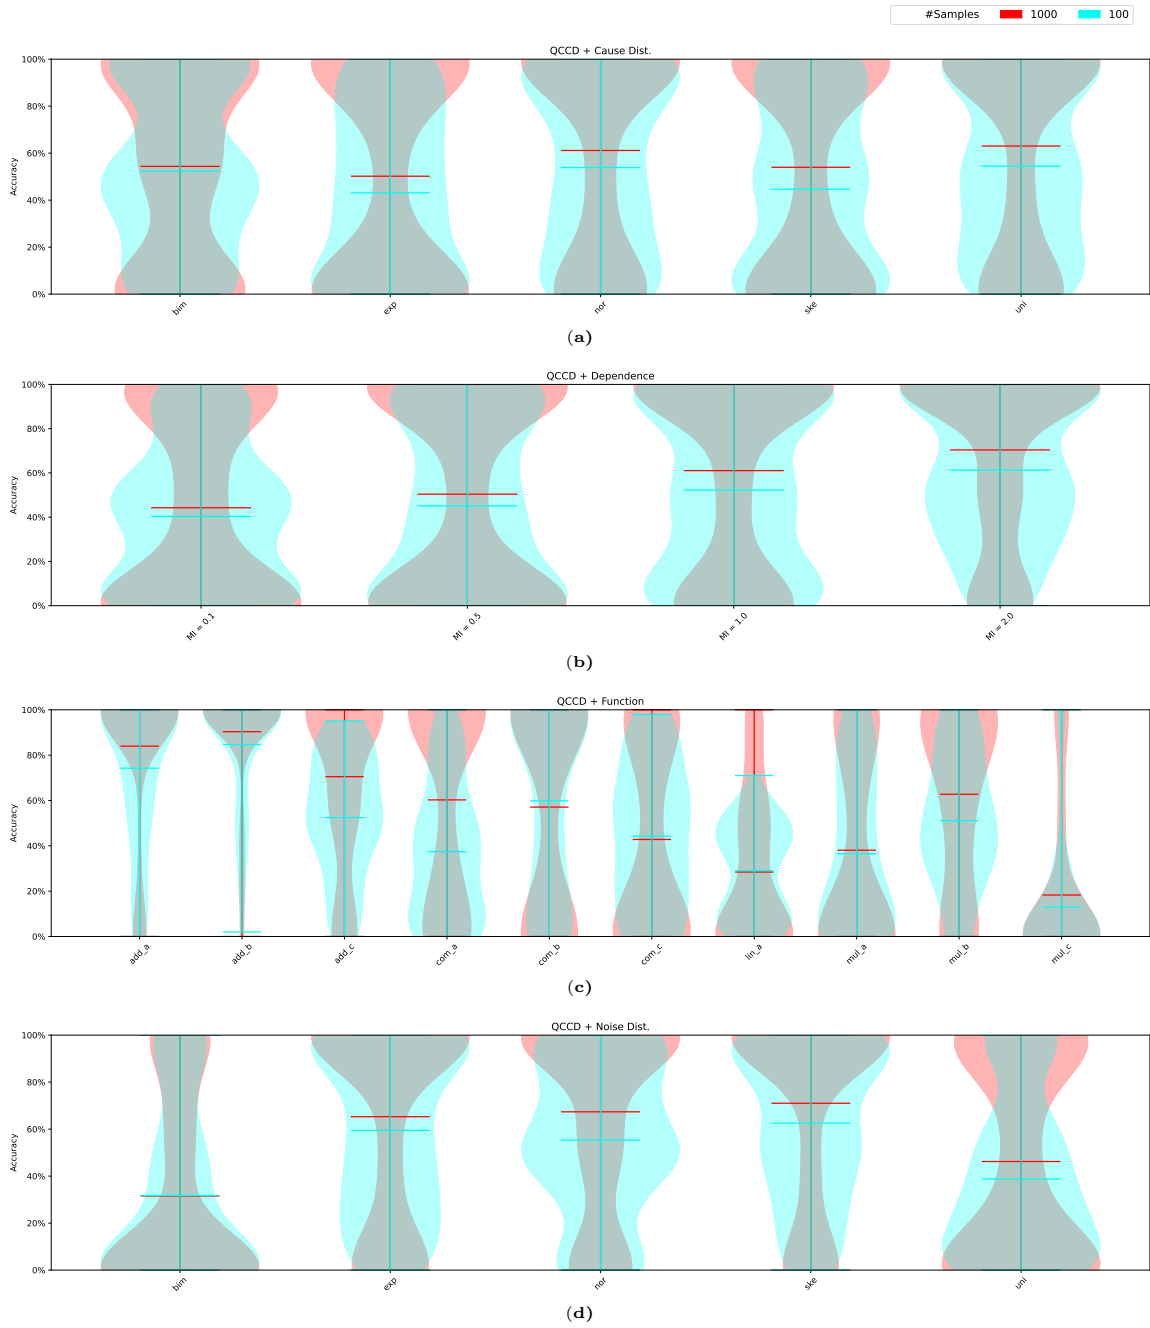 #Samples 1000 100
QCCD + Cause Dist.
100%
80%
60%
40%
20%
0%
Accuracy
bim exp nor ske uni
(a)
QCCD + Dependence
100%
80%
60%
40%
20%
0%
Accuracy
MI = 0.1 MI = 0.5 MI = 1.0 MI = 2.0
(b)
QCCD + Function
100%
80%
60%
40%
20%
0%
Accuracy
add_a add_b add_c com_a com_b com_c lin_a mul_a mul_b mul_c
(c)
QCCD + Noise Dist.
100%
80%
60%
40%
20%
0%
Accuracy
bim exp nor ske uni
(d)